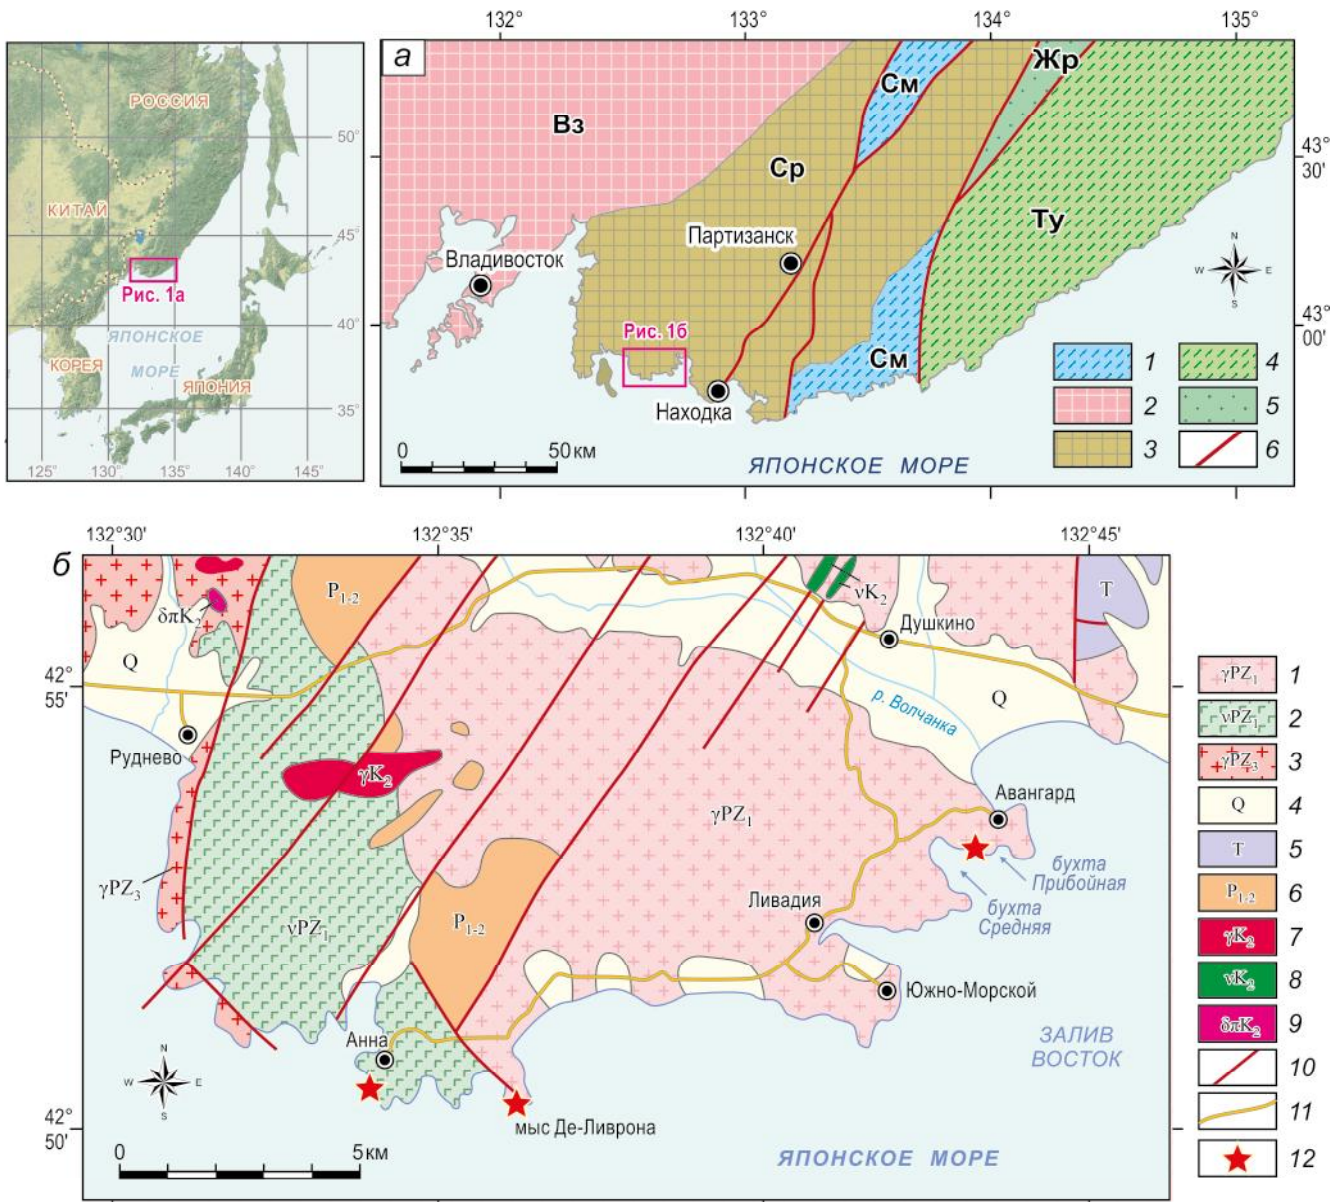 РОССИЯ
КИТАЙ
КОРЕЯ
ЯПОНИЯ
ЯПОНСКОЕ
МОРЕ
Рис. 1а
50°
45°
40°
35°
125° 130° 135° 140° 145°
132° 133° 134° 135°
а
Вз
См
Жр
Ср
Ту
См
43°
30'
43°
00'
Партизанск
Владивосток
Рис. 1б
Находка
N
W E
S
0 50 км
ЯПОНСКОЕ МОРЕ
1 4
2 5
3 6
132°30' 132°35' 132°40' 132°45'
б
P1-2
νK2
T
δπK2
Душкино
Q
42°
55'
Q
р. Волчанка
Руднево
γK2
Авангард
γPZ1
бухта
Прибойная
γPZ3
Ливадия
бухта
Средняя
νPZ1
P1-2
Южно-Морской
Анна
ЗАЛИВ
ВОСТОК
N
W E
S
42°
50'
мыс Де-Ливрона
0 5 км
ЯПОНСКОЕ МОРЕ
γPZ1 1
νPZ1 2
γPZ3 3
Q 4
T 5
P1-2 6
γK2 7
νK2 8
δπK2 9
10
11
12